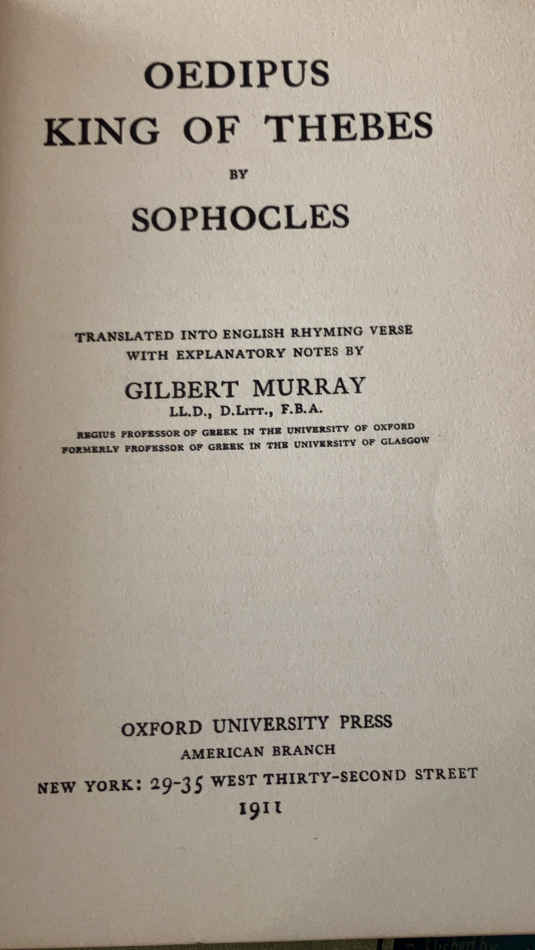 OEDIPUS
KING OF THEBES
BY
SOPHOCLES
TRANSLATED INTO ENGLISH RHYMING VERSE
WITH EXPLANATORY NOTES BY
GILBERT MURRAY
LL.D., D.LITT., F.B.A.
REGIUS PROFESSOR OF GREEK IN THE UNIVERSITY OF OXFORD
FORMERLY PROFESSOR OF GREEK IN THE UNIVERSITY OF GLASGOW
OXFORD UNIVERSITY PRESS
AMERICAN BRANCH
NEW YORK: 29-35 WEST THIRTY-SECOND STREET
1911